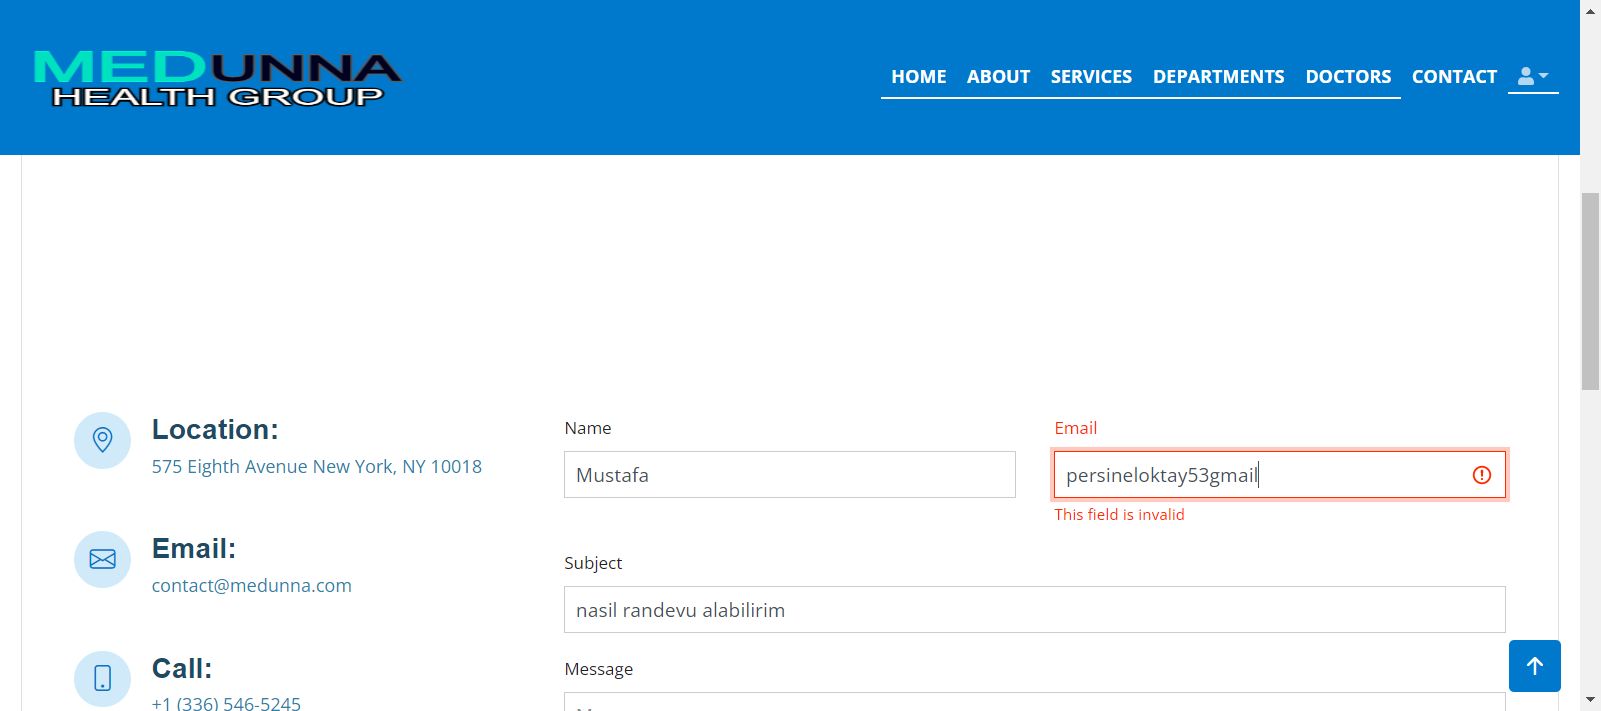 MEDUNNA
HEALTH GROUP
HOME ABOUT SERVICES DEPARTMENTS DOCTORS CONTACT
Location:
575 Eighth Avenue New York, NY 10018
Email:
contact@medunna.com
Call:
+1 (336) 546-5245
Name
Mustafa
Email
persineloktay53gmail
This field is invalid
Subject
nasil randevu alabilirim
Message